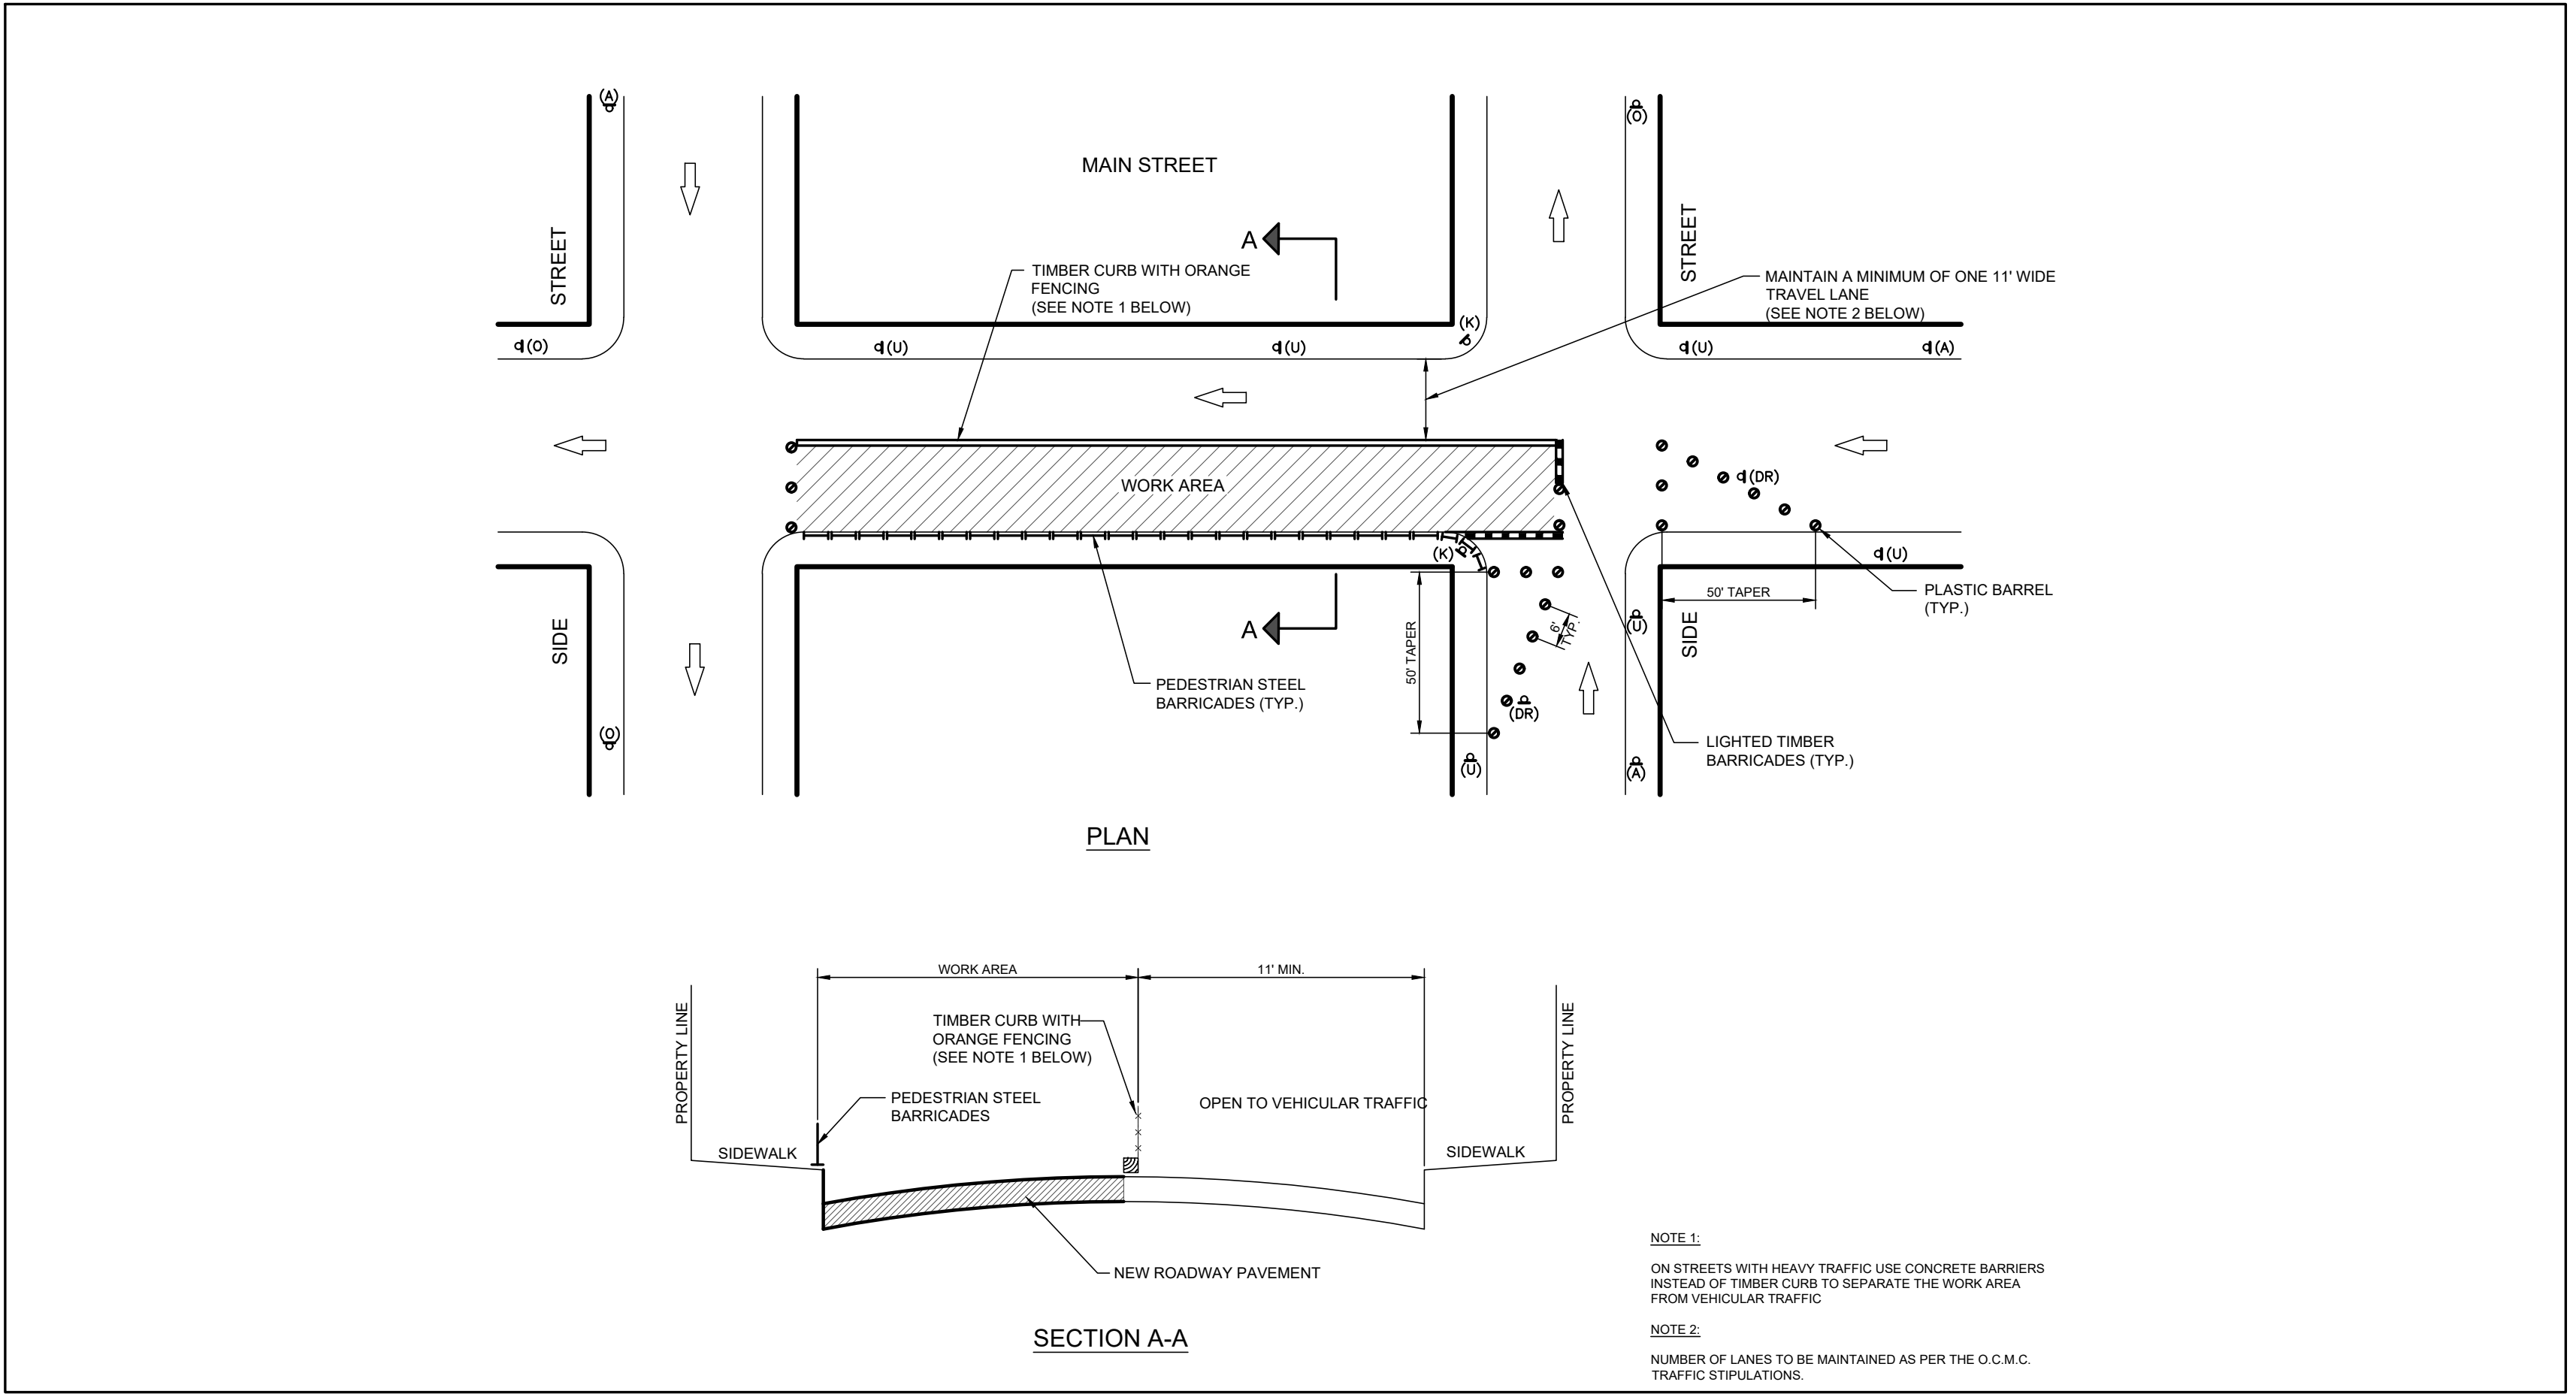 (A)
(O)
MAIN STREET
STREET
STREET
A
TIMBER CURB WITH ORANGE
FENCING
(SEE NOTE 1 BELOW)
MAINTAIN A MINIMUM OF ONE 11' WIDE
TRAVEL LANE
(SEE NOTE 2 BELOW)
(K)
(O)
(U)
(U)
(U)
(A)
WORK AREA
(DR)
(K)
(U)
50' TAPER
PLASTIC BARREL
(TYP.)
SIDE
A
50' TAPER
6'
TYP.
(U)
SIDE
PEDESTRIAN STEEL
BARRICADES (TYP.)
(DR)
(O)
(U)
(A)
LIGHTED TIMBER
BARRICADES (TYP.)
PLAN
WORK AREA
11' MIN.
PROPERTY LINE
TIMBER CURB WITH
ORANGE FENCING
(SEE NOTE 1 BELOW)
PROPERTY LINE
PEDESTRIAN STEEL
BARRICADES
OPEN TO VEHICULAR TRAFFIC
SIDEWALK
SIDEWALK
NEW ROADWAY PAVEMENT
SECTION A-A
NOTE 1:
ON STREETS WITH HEAVY TRAFFIC USE CONCRETE BARRIERS
INSTEAD OF TIMBER CURB TO SEPARATE THE WORK AREA
FROM VEHICULAR TRAFFIC
NOTE 2:
NUMBER OF LANES TO BE MAINTAINED AS PER THE O.C.M.C.
TRAFFIC STIPULATIONS.